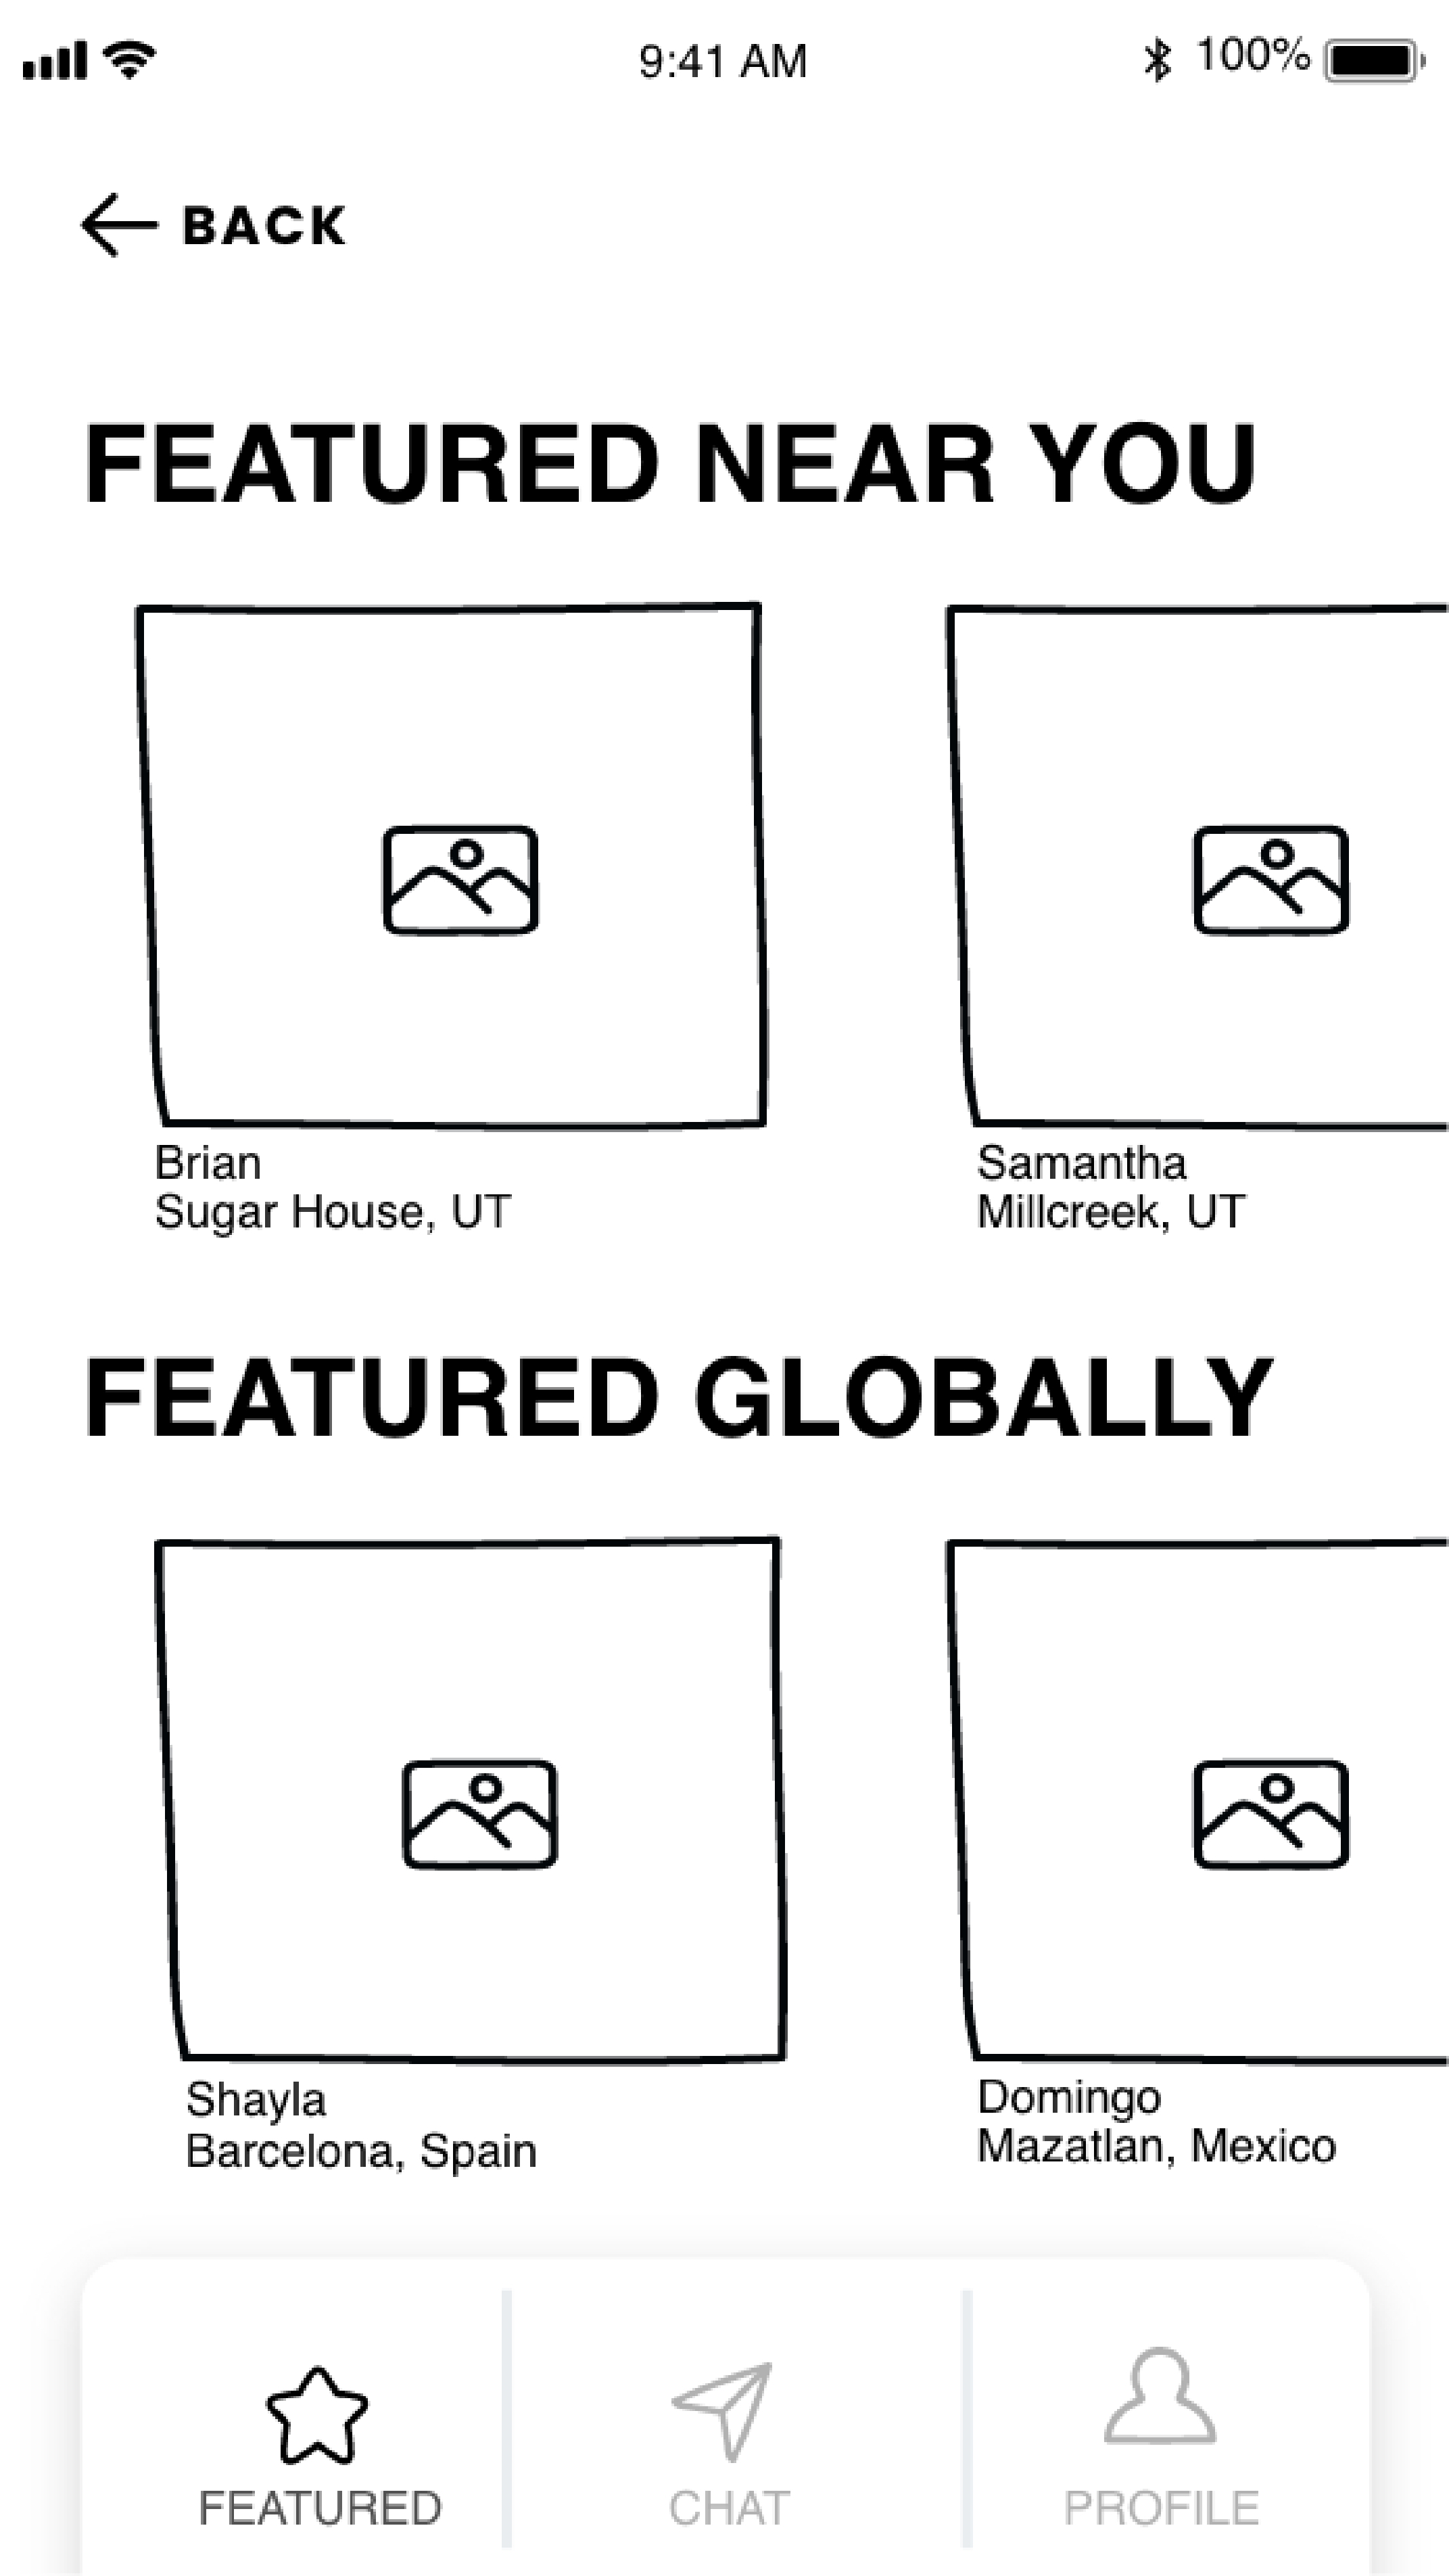 9:41 AM
100%
BACK
FEATURED NEAR YOU
Brian
Sugar House, UT
Samantha
Millcreek, UT
FEATURED GLOBALLY
Shayla
Barcelona, Spain
Domingo
Mazatlan, Mexico
FEATURED
CHAT
PROFILE